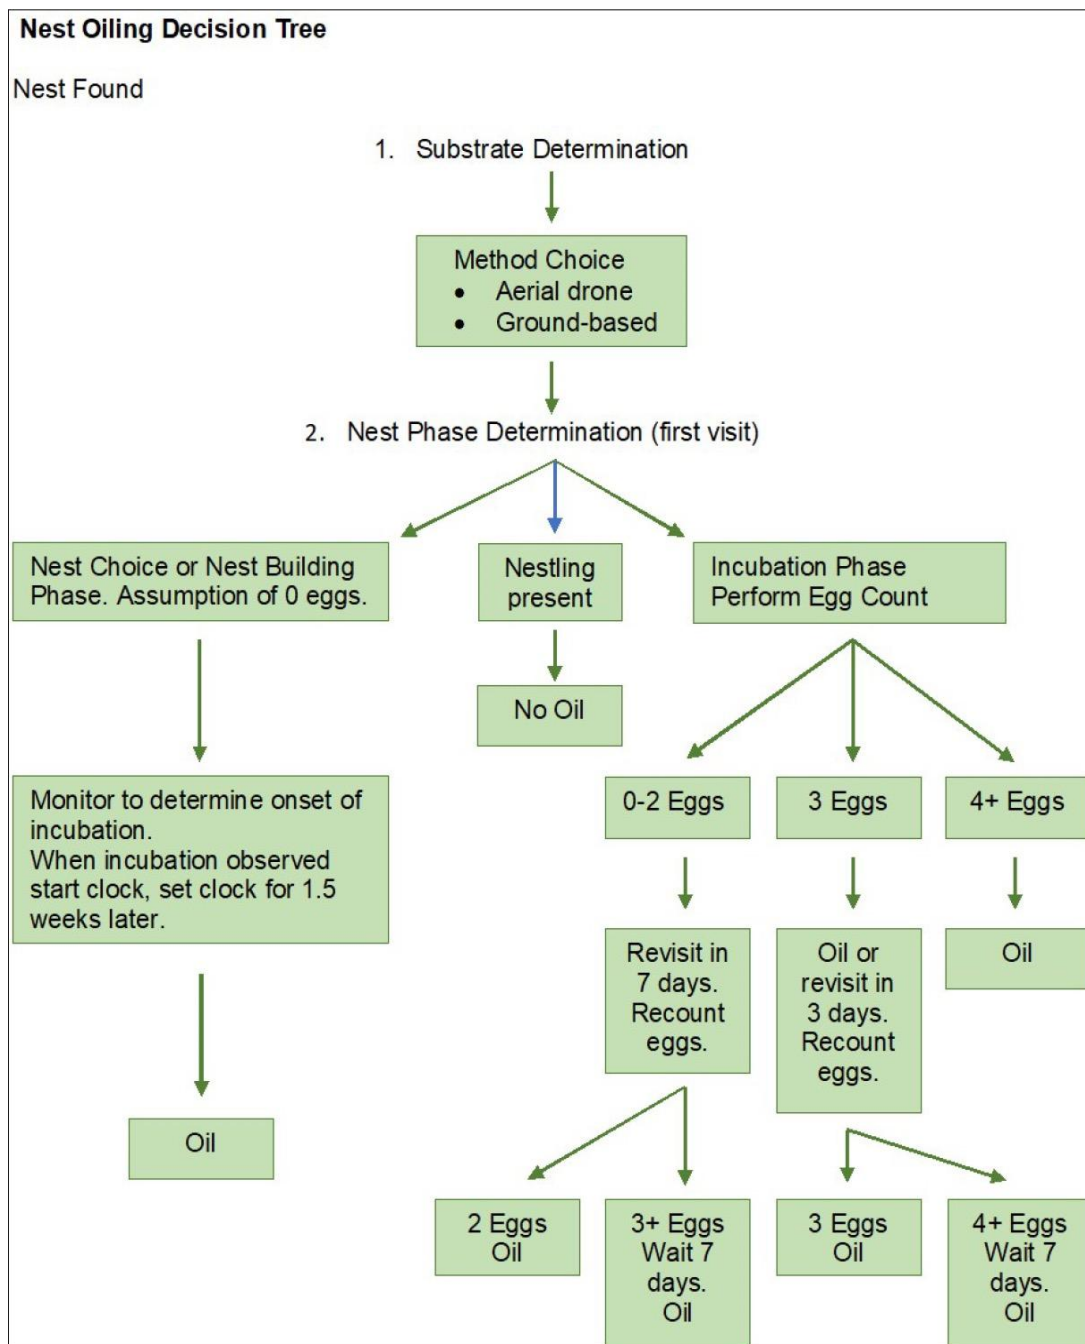 Nest Oiling Decision Tree
Nest Found
1. Substrate Determination
Method Choice
• Aerial drone
• Ground-based
2. Nest Phase Determination (first visit)
Nest Choice or Nest Building
Phase. Assumption of 0 eggs.
Nestling
present
Incubation Phase
Perform Egg Count
No Oil
Monitor to determine onset of
incubation.
When incubation observed
start clock, set clock for 1.5
weeks later.
0-2 Eggs
3 Eggs
4+ Eggs
Revisit in
7 days.
Recount
eggs.
Oil or
revisit in
3 days.
Recount
eggs.
Oil
Oil
2 Eggs
Oil
3+ Eggs
Wait 7
days.
Oil
3 Eggs
Oil
4+ Eggs
Wait 7
days.
Oil